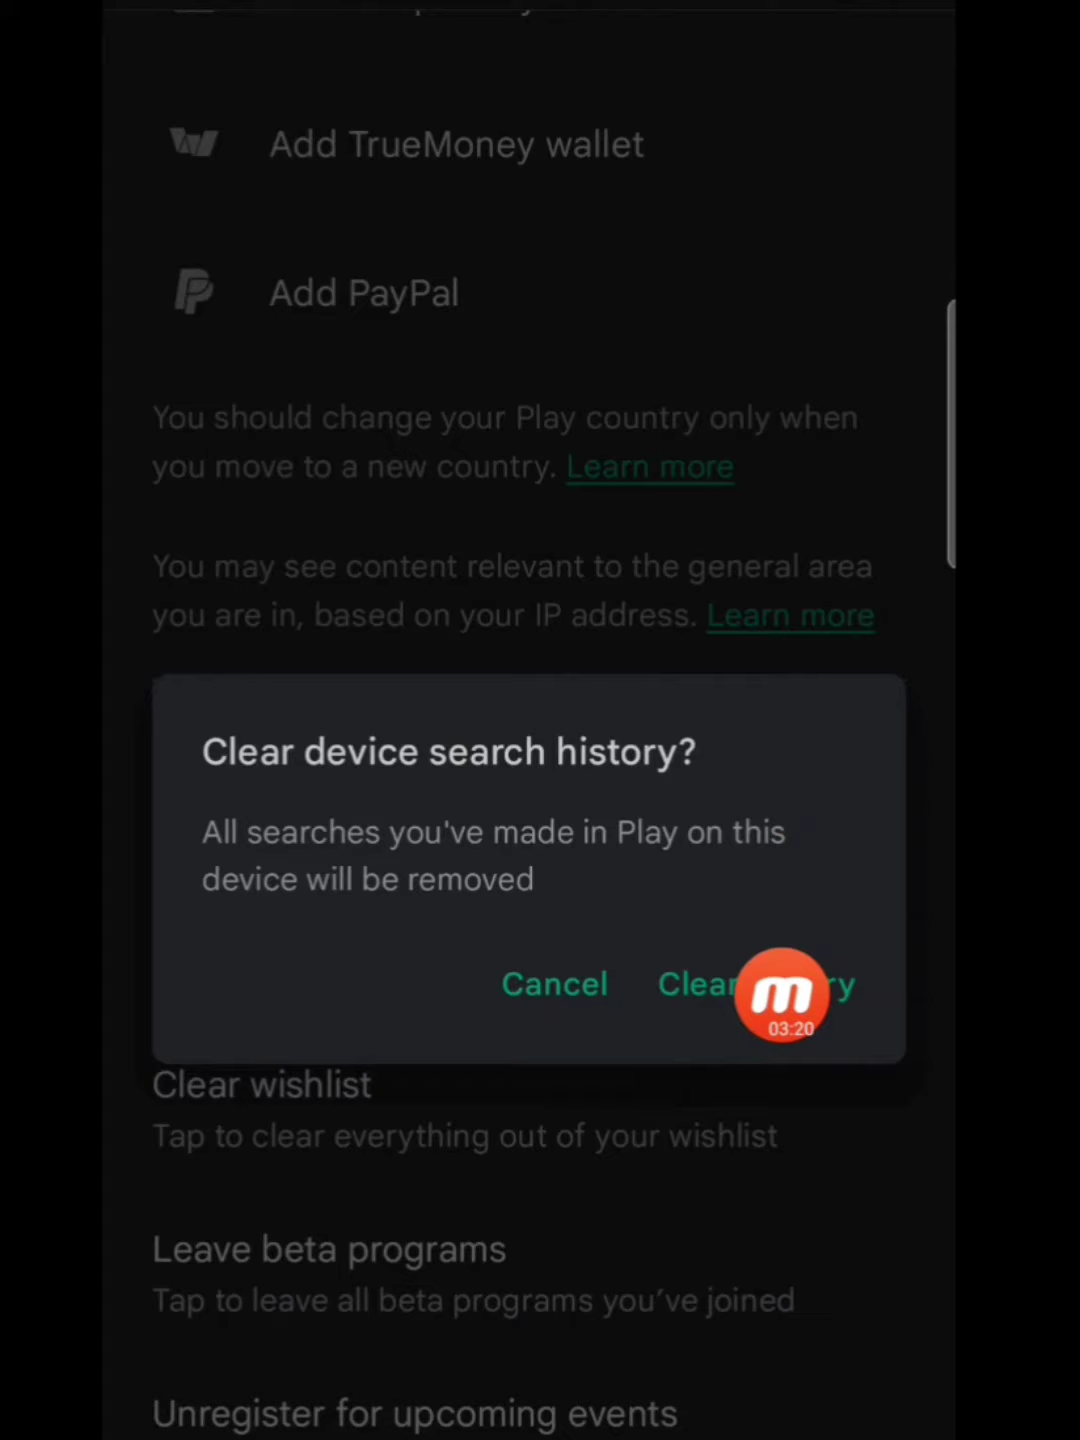 Add TrueMoney wallet
Add PayPal
You should change your Play country only when
you move to a new country. Learn more
You may see content relevant to the general area
you are in, based on your IP address. Learn more
Clear device search history?
All searches you've made in Play on this
device will be removed
Cancel
Clear
03:20
Clear wishlist
Tap to clear everything out of your wishlist
Leave beta programs
Tap to leave all beta programs you've joined
Unregister for upcoming events